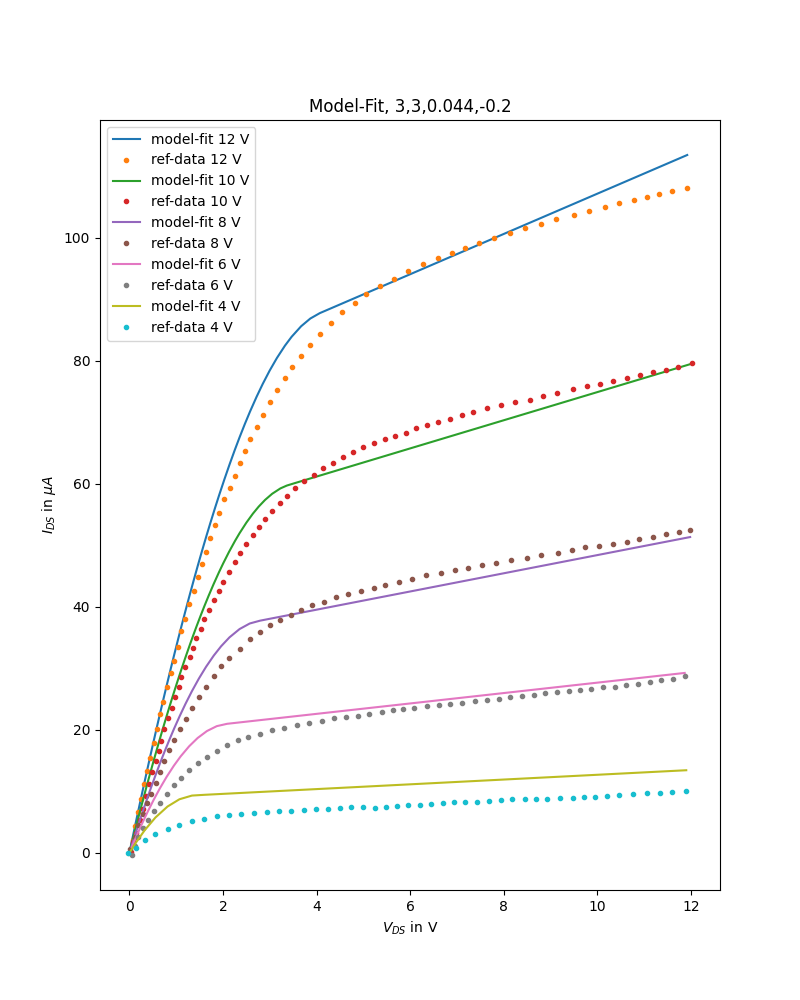 Model-Fit, 3,3,0.044,-0.2
model-fit 12 V
ref-data 12 V
model-fit 10 V
ref-data 10 V
model-fit 8 V
ref-data 8 V
model-fit 6 V
ref-data 6 V
model-fit 4 V
ref-data 4 V
100
80
60
40
20
0
I_DS in μA
0 2 4 6 8 10 12
V_DS in V